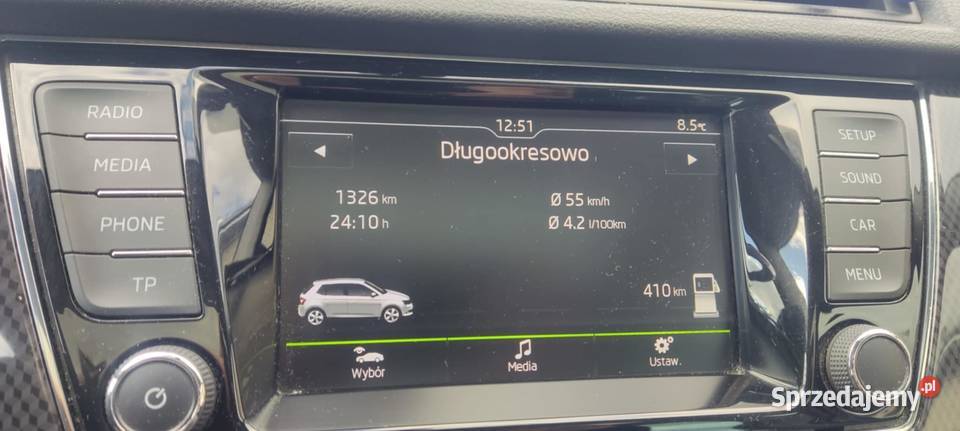 RADIO
MEDIA
PHONE
TP
12:51
8.5°C
Długookresowo
1326 km
24:10 h
Ø 55 km/h
Ø 4.2 l/100km
410 km
Wybór
Media
Ustaw.
SETUP
SOUND
CAR
MENU
Sprzedajemy.pl